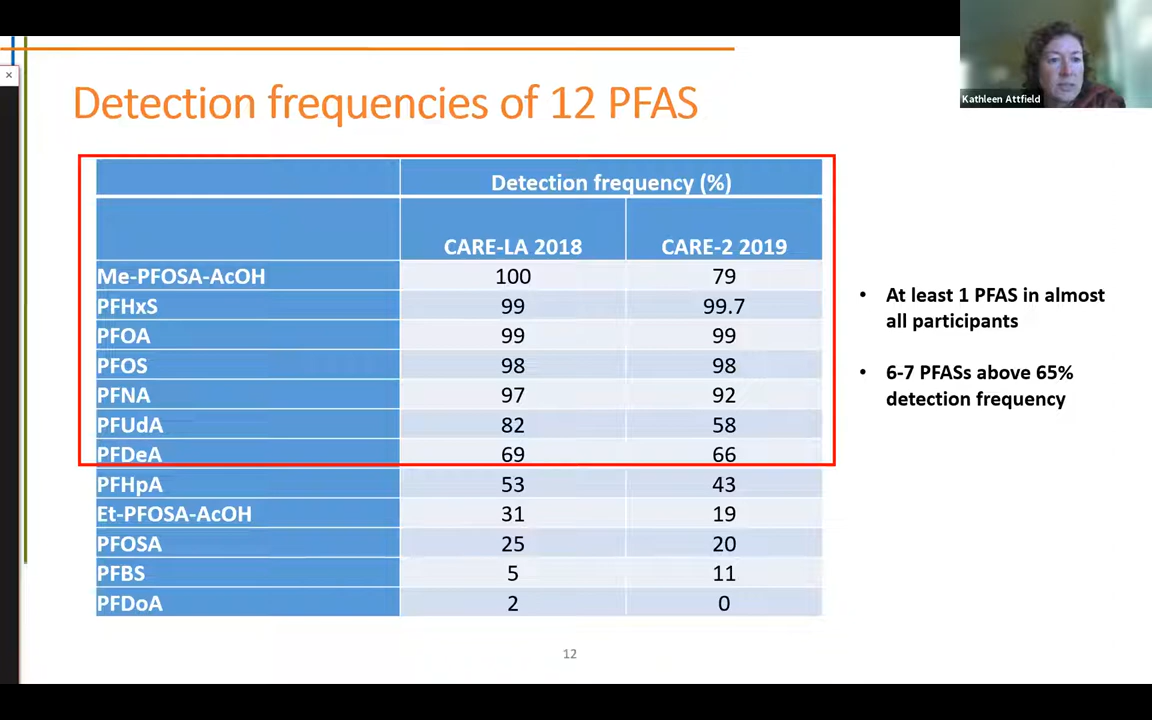 ×
Kathleen Attfield
Detection frequencies of 12 PFAS
Detection frequency (%)
CARE-LA 2018 CARE-2 2019
Me-PFOSA-AcOH 100 79
PFHxS 99 99.7
PFOA 99 99
PFOS 98 98
PFNA 97 92
PFUdA 82 58
PFDeA 69 66
PFHpA 53 43
Et-PFOSA-AcOH 31 19
PFOSA 25 20
PFBS 5 11
PFDoA 2 0
• At least 1 PFAS in almost
all participants
• 6-7 PFASs above 65%
detection frequency
12